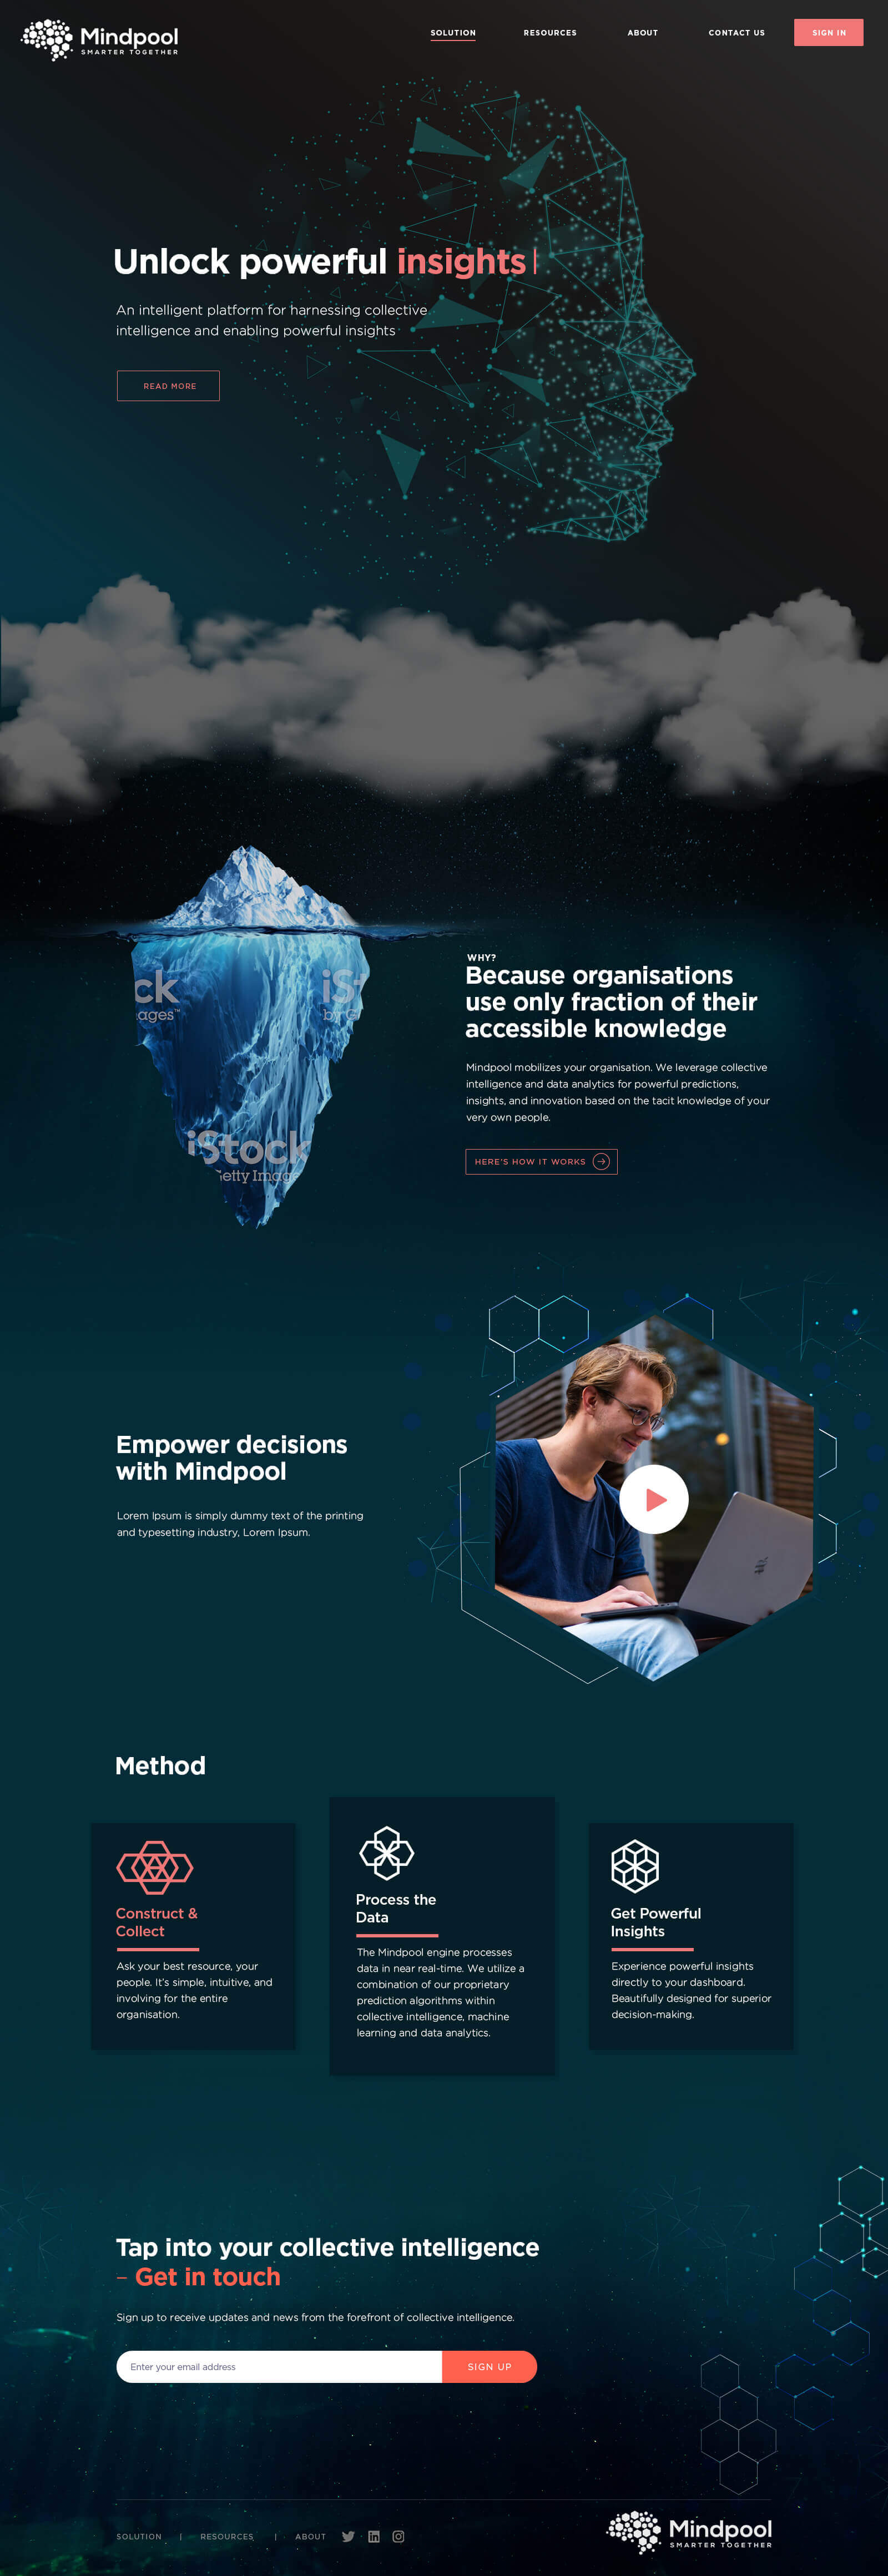 Mindpool
SMARTER TOGETHER
SOLUTION
RESOURCES
ABOUT
CONTACT US
SIGN IN
Unlock powerful insights
An intelligent platform for harnessing collective
intelligence and enabling powerful insights
READ MORE
WHY?
Because organisations
use only fraction of their
accessible knowledge
Mindpool mobilizes your organisation. We leverage collective
intelligence and data analytics for powerful predictions,
insights, and innovation based on the tacit knowledge of your
very own people.
HERE'S HOW IT WORKS
ck
ages™
iSt
by G
iStock
Getty Image
Empower decisions
with Mindpool
Lorem Ipsum is simply dummy text of the printing
and typesetting industry, Lorem Ipsum.
Method
Construct &
Collect
Ask your best resource, your
people. It's simple, intuitive, and
involving for the entire
organisation.
Process the
Data
The Mindpool engine processes
data in near real-time. We utilize a
combination of our proprietary
prediction algorithms within
collective intelligence, machine
learning and data analytics.
Get Powerful
Insights
Experience powerful insights
directly to your dashboard.
Beautifully designed for superior
decision-making.
Tap into your collective intelligence
– Get in touch
Sign up to receive updates and news from the forefront of collective intelligence.
Enter your email address
SIGN UP
SOLUTION | RESOURCES | ABOUT
Mindpool
SMARTER TOGETHER